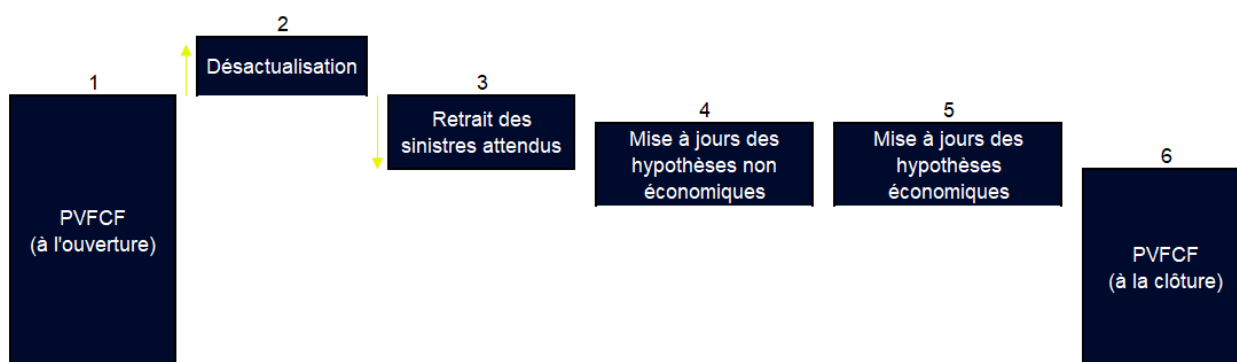 1
PVFCF
(à l'ouverture)
2
Désactualisation
3
Retrait des
sinistres attendus
4
Mise à jours des
hypothèses non
économiques
5
Mise à jours des
hypothèses
économiques
6
PVFCF
(à la clôture)